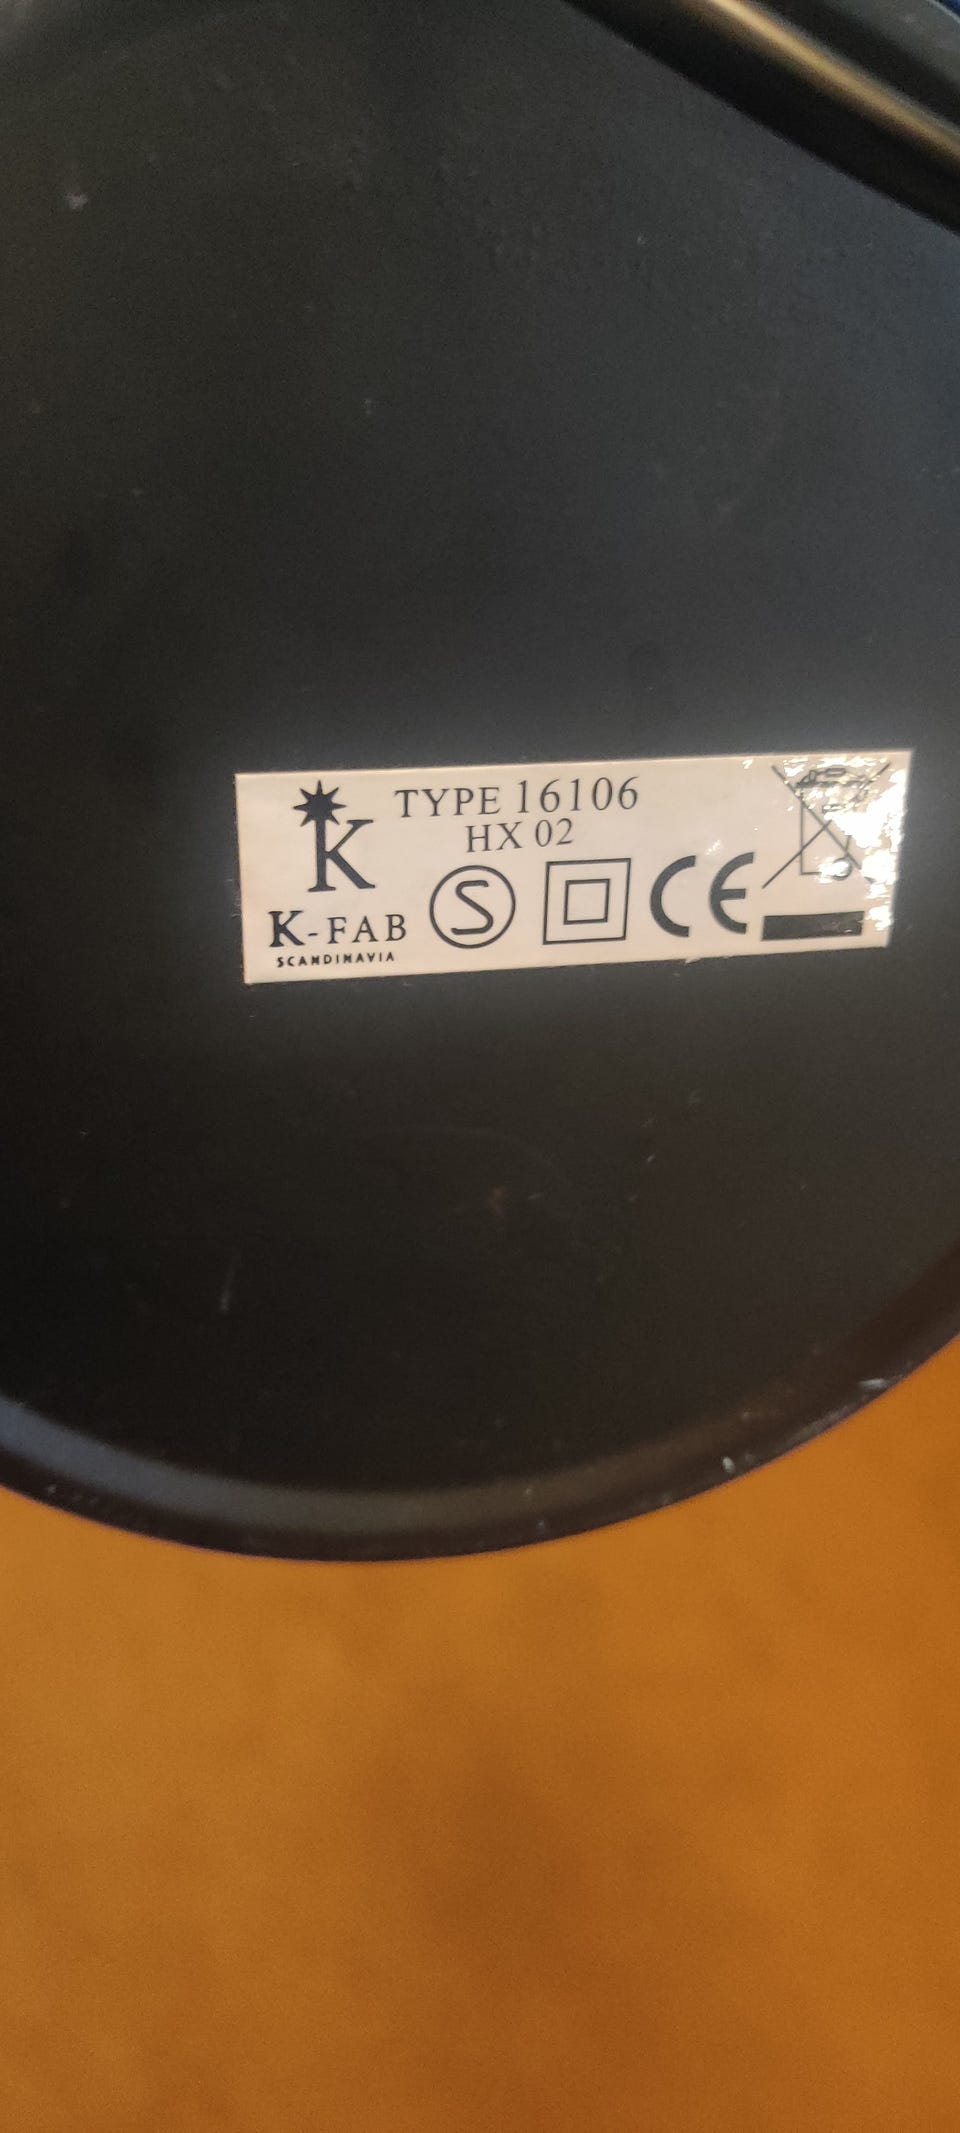 K
TYPE 16106
HX 02
K-FAB
SCANDINAVIA
S
CE